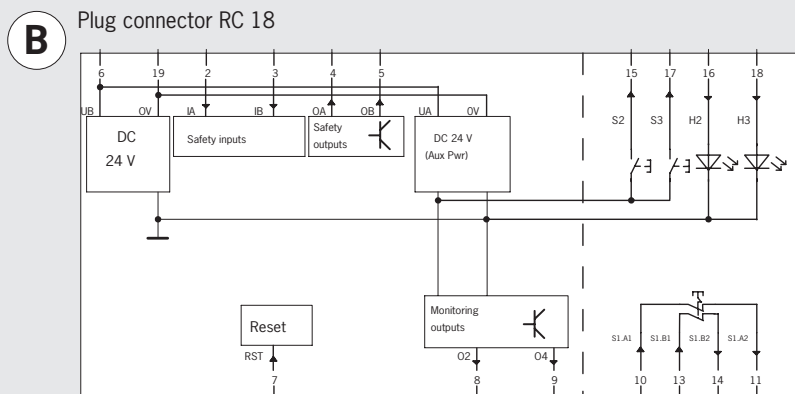 B
Plug connector RC 18
6 19 2 3 4 5 15 17 16 18
UB OV IA IB OA OB UA OV S2 S3 H2 H3
DC
24 V
Safety inputs
Safety
outputs
DC 24 V
(Aux Pwr)
Monitoring
outputs
Reset
RST O2 O4 S1.A1 S1.B1 S1.B2 S1.A2
7 8 9 10 13 14 11